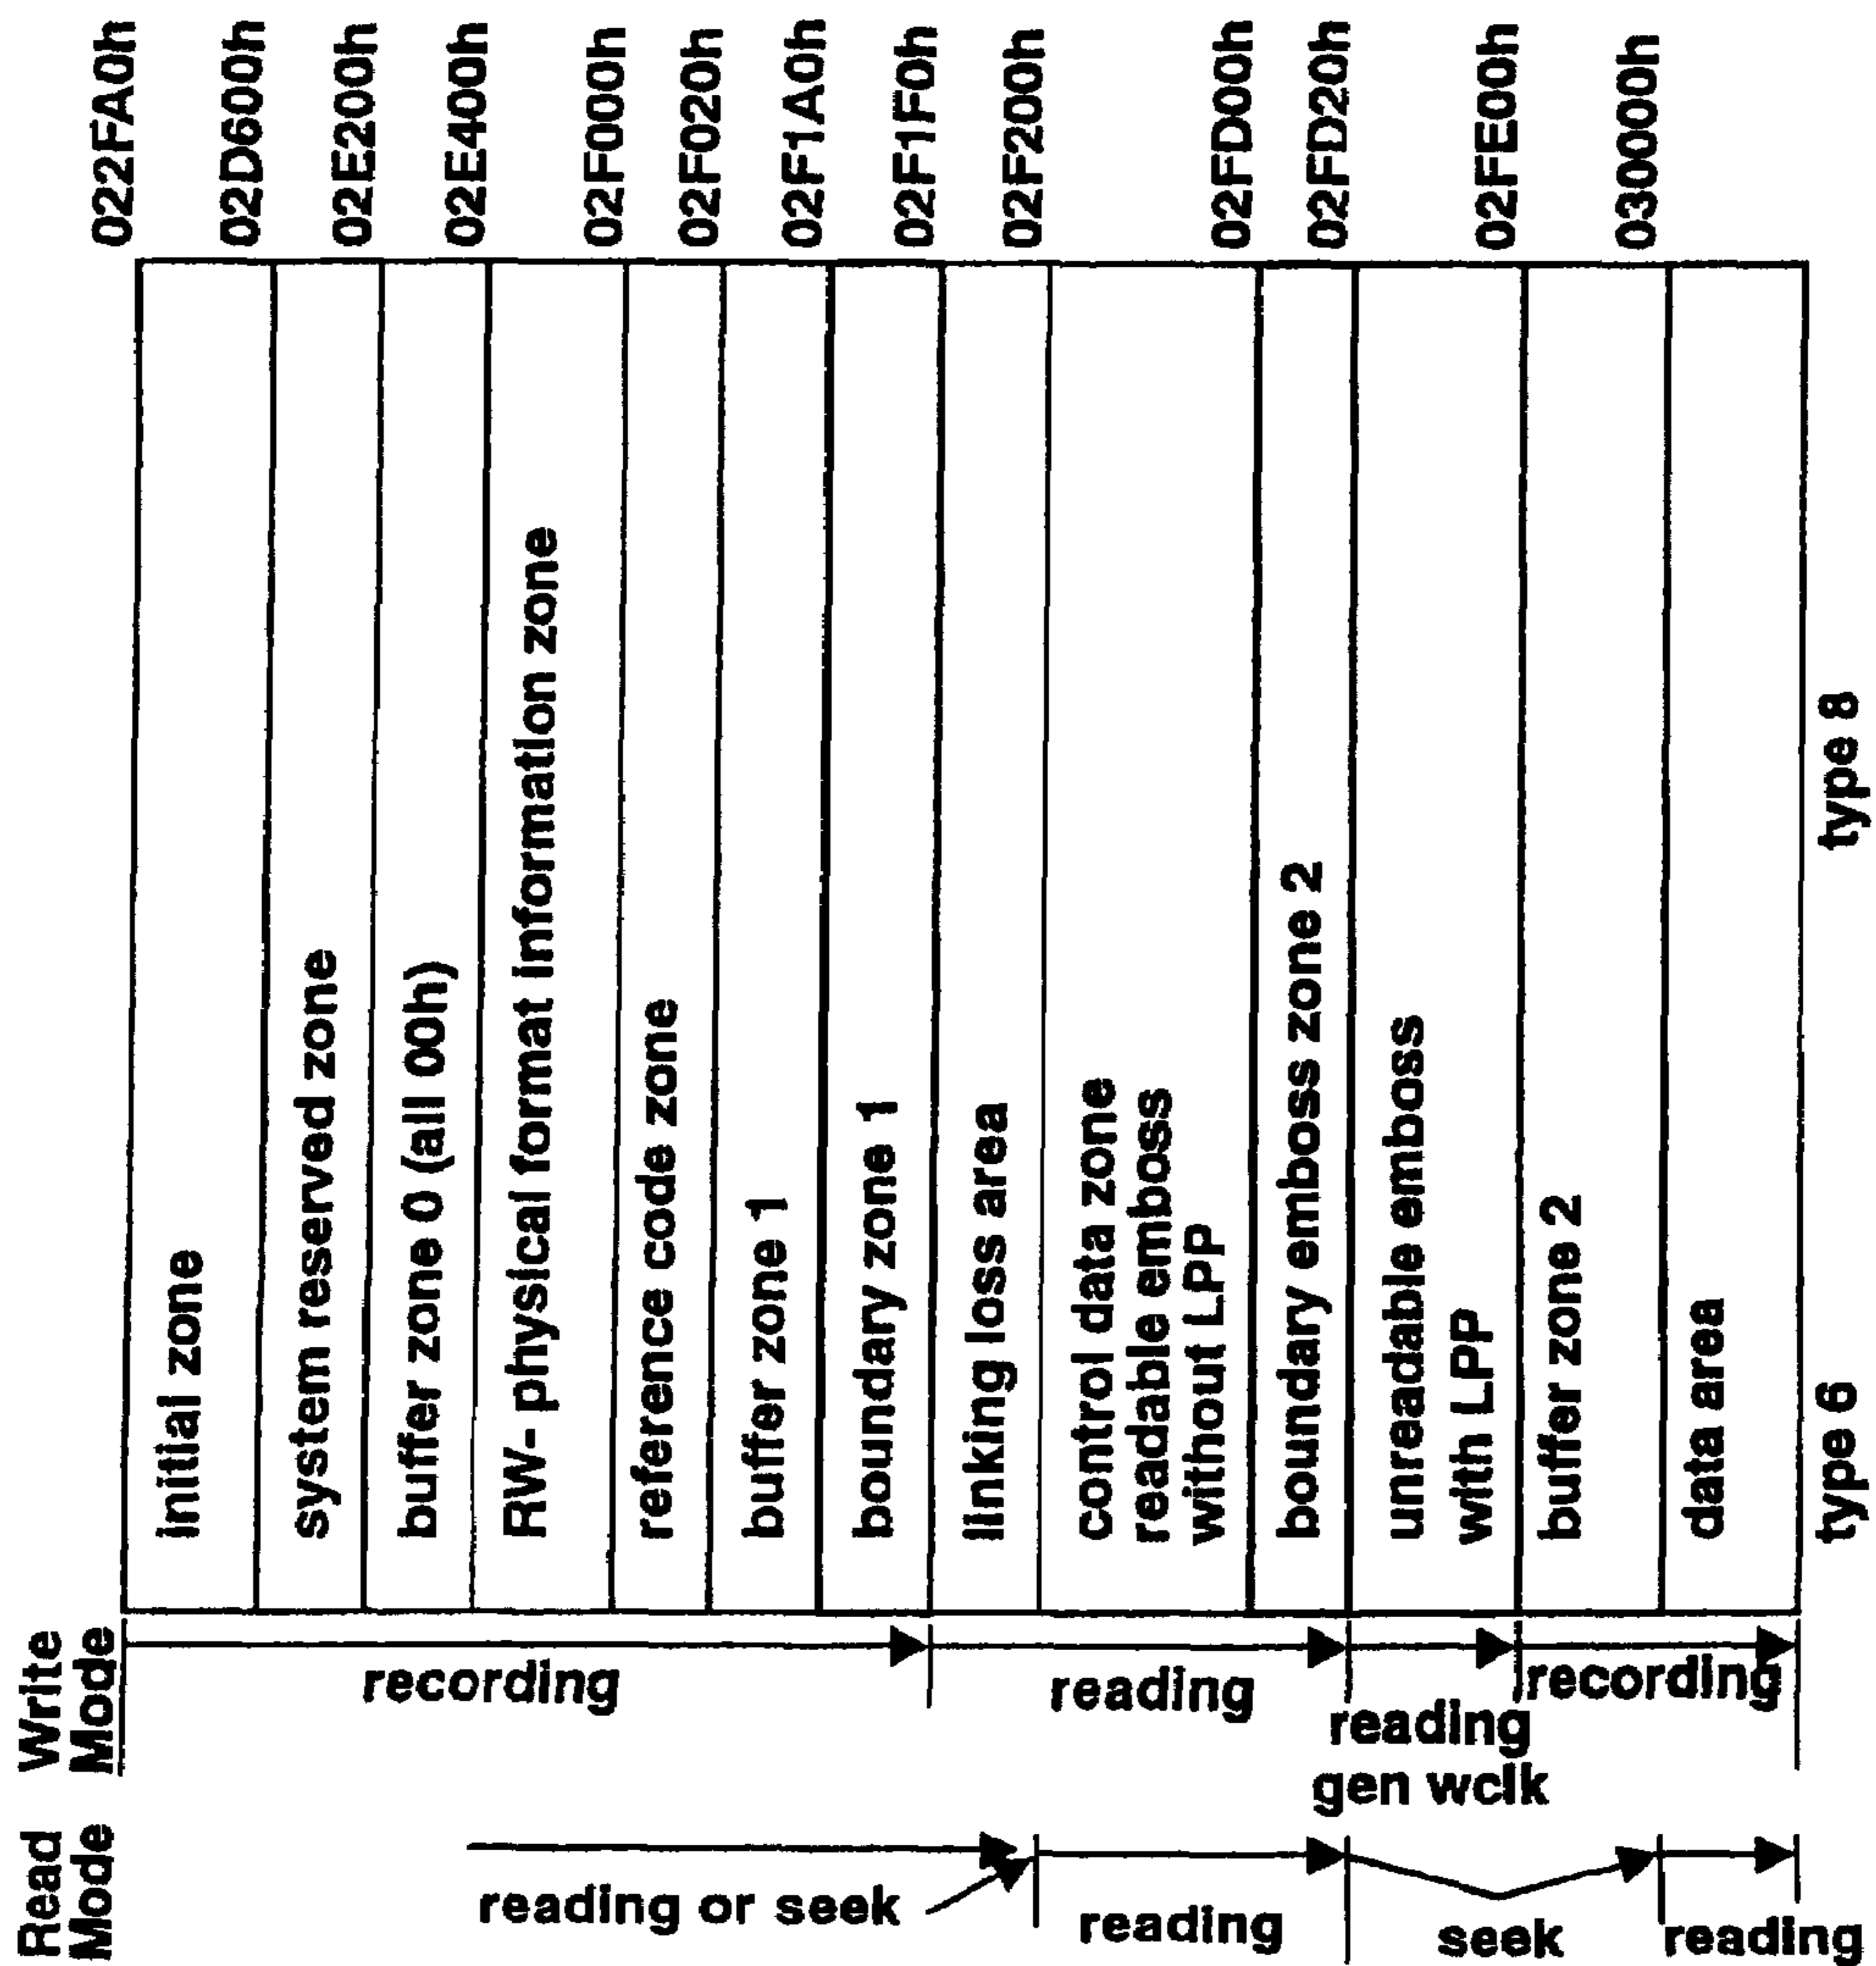 Read Mode
Write Mode
022FA0h
initial zone
02D600h
system reserved zone
02E200h
buffer zone 0 (all 00h)
02E400h
RW- physical format information zone
02F000h
reference code zone
02F020h
buffer zone 1
02F1A0h
boundary zone 1
02F1F0h
linking loss area
02F200h
control data zone
readable emboss
without LPP
02FD00h
boundary emboss zone 2
02FD20h
unreadable emboss
with LPP
02FE00h
buffer zone 2
030000h
data area
type 6
type 8
recording
reading
reading
gen wclk
recording
reading or seek
reading
seek
reading